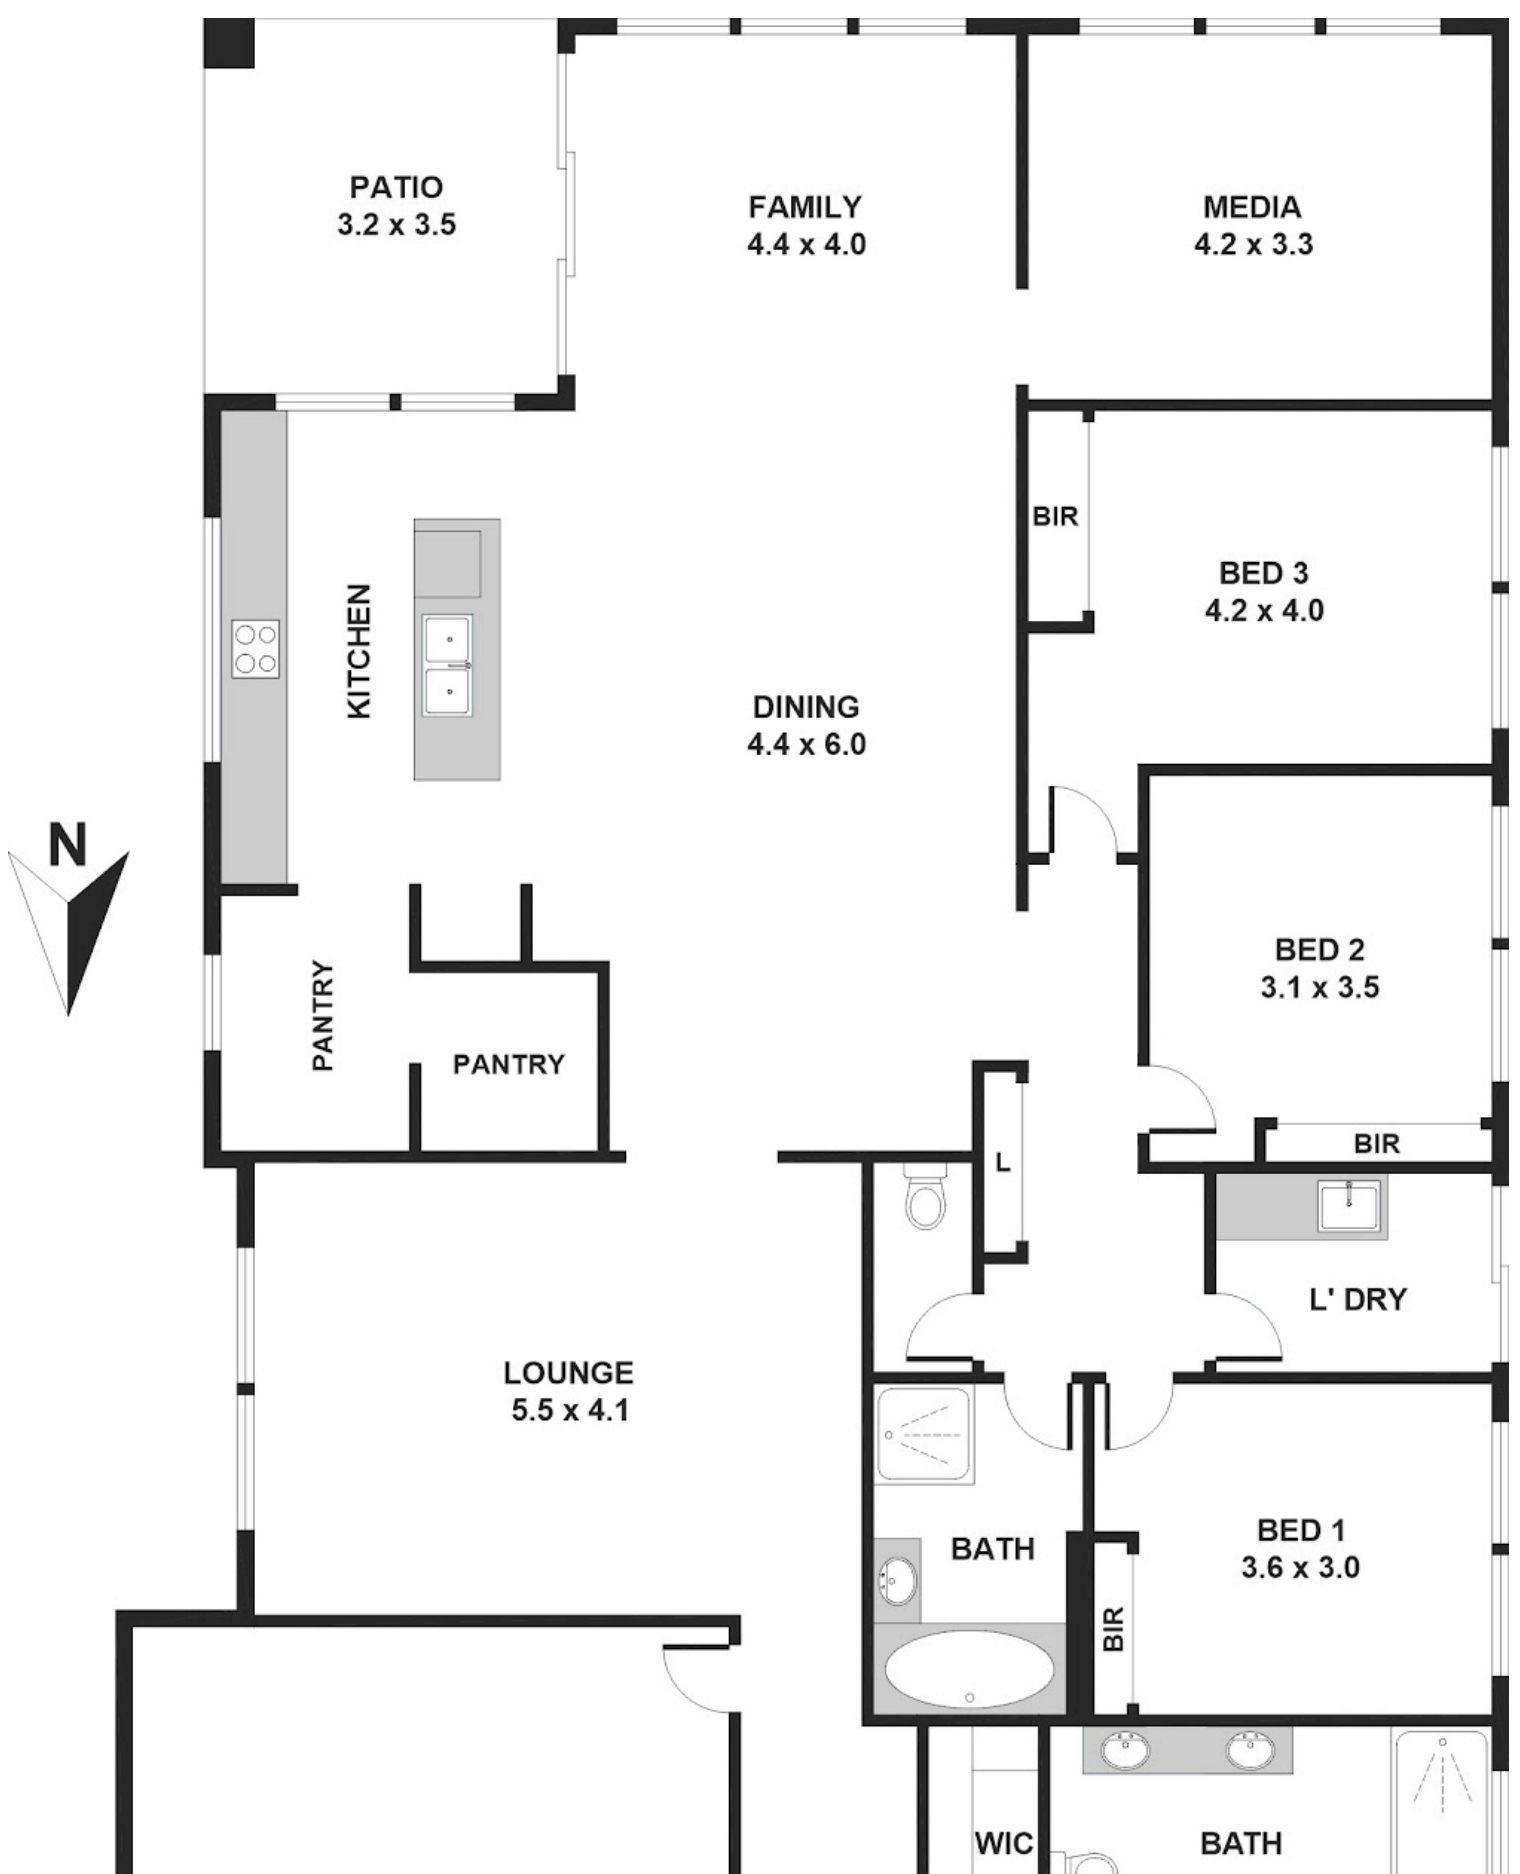 PATIO
3.2 x 3.5
FAMILY
4.4 x 4.0
MEDIA
4.2 x 3.3
BIR
BED 3
4.2 x 4.0
KITCHEN
DINING
4.4 x 6.0
N
BED 2
3.1 x 3.5
PANTRY
PANTRY
BIR
L
L' DRY
LOUNGE
5.5 x 4.1
BATH
BED 1
3.6 x 3.0
BIR
WIC
BATH